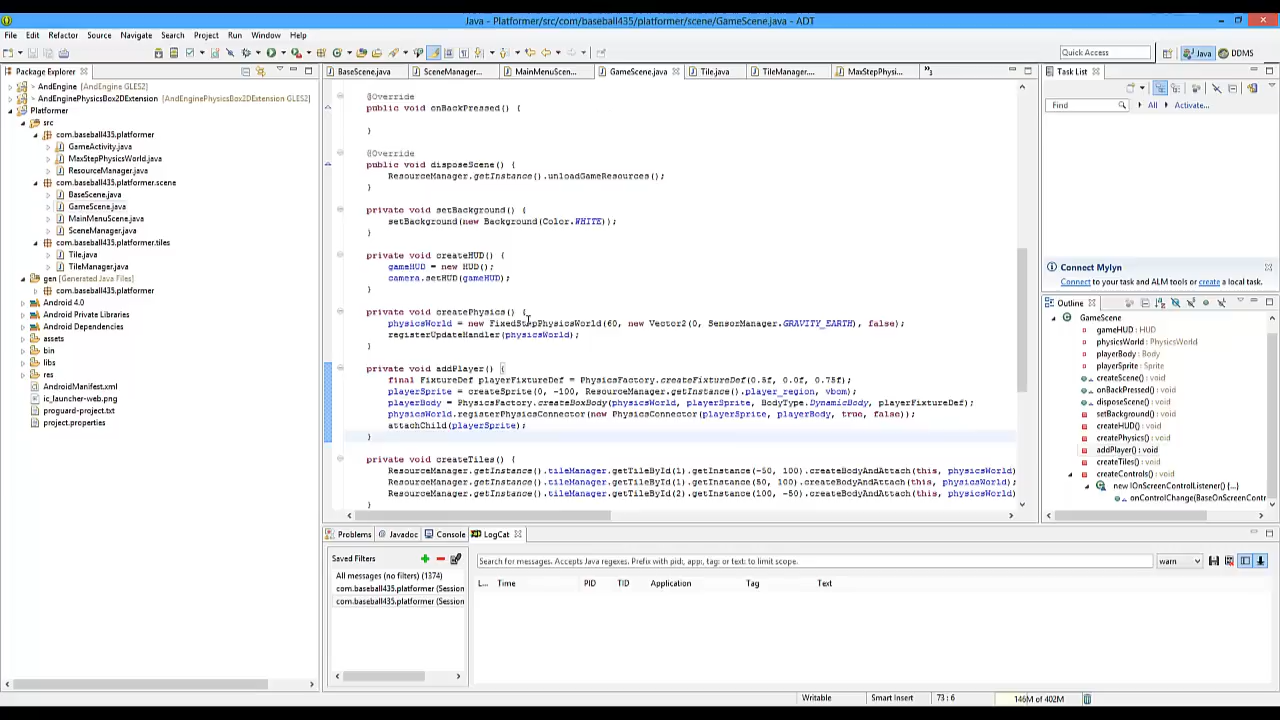 Java - Platformer/src/com/baseball435/platformer/scene/GameScene.java - ADT
File Edit Refactor Source Navigate Search Project Run Window Help
Quick Access
Java
DDMS
Package Explorer
AndEngine [AndEngine GLES2]
AndEnginePhysicsBox2DExtension [AndEnginePhysicsBox2DExtension GLES2]
Platformer
src
com.baseball435.platformer
GameActivity.java
MaxStepPhysicsWorld.java
ResourceManager.java
com.baseball435.platformer.scene
BaseScene.java
GameScene.java
MainMenuScene.java
SceneManager.java
com.baseball435.platformer.tiles
Tile.java
TileManager.java
gen [Generated Java Files]
com.baseball435.platformer
Android 4.0
Android Private Libraries
Android Dependencies
assets
bin
libs
res
AndroidManifest.xml
ic_launcher-web.png
proguard-project.txt
project.properties
BaseScene.java SceneManager... MainMenuScen... GameScene.java Tile.java TileManager... MaxStepPhysi... »3
@Override
public void onBackPressed() {
}
@Override
public void disposeScene() {
ResourceManager.getInstance().unloadGameResources();
}
private void setBackground() {
setBackground(new Background(Color.WHITE));
}
private void createHUD() {
gameHUD = new HUD();
camera.setHUD(gameHUD);
}
private void createPhysics() {
physicsWorld = new FixedStepPhysicsWorld(60, new Vector2(0, SensorManager.GRAVITY_EARTH), false);
registerUpdateHandler(physicsWorld);
}
private void addPlayer() {
final FixtureDef playerFixtureDef = PhysicsFactory.createFixtureDef(0.8f, 0.0f, 0.75f);
playerSprite = createSprite(0, -100, ResourceManager.getInstance().player_region, vbom);
playerBody = PhysicsFactory.createBoxBody(physicsWorld, playerSprite, BodyType.DynamicBody, playerFixtureDef);
physicsWorld.registerPhysicsConnector(new PhysicsConnector(playerSprite, playerBody, true, false));
attachChild(playerSprite);
}
private void createTiles() {
ResourceManager.getInstance().tileManager.getTileById(1).getInstance(-50, 100).createBodyAndAttach(this, physicsWorld)
ResourceManager.getInstance().tileManager.getTileById(1).getInstance(50, 100).createBodyAndAttach(this, physicsWorld);
ResourceManager.getInstance().tileManager.getTileById(2).getInstance(100, -50).createBodyAndAttach(this, physicsWorld)
}
Task List
Find
All
Activate...
Connect Mylyn
Connect to your task and ALM tools or create a local task.
Outline
GameScene
gameHUD : HUD
physicsWorld : PhysicsWorld
playerBody : Body
playerSprite : Sprite
createScene() : void
onBackPressed() : void
disposeScene() : void
setBackground() : void
createHUD() : void
createPhysics() : void
addPlayer() : void
createTiles() : void
createControls() : void
new IOnScreenControlListener() {...}
onControlChange(BaseOnScreenContr
Problems Javadoc Console LogCat
Saved Filters
All messages (no filters) (1374)
com.baseball435.platformer (Session
com.baseball435.platformer (Session
Search for messages. Accepts Java regexes. Prefix with pid:, app:, tag: or text: to limit scope.
warn
L... Time PID TID Application Tag Text
Writable
Smart Insert
73 : 6
146M of 402M